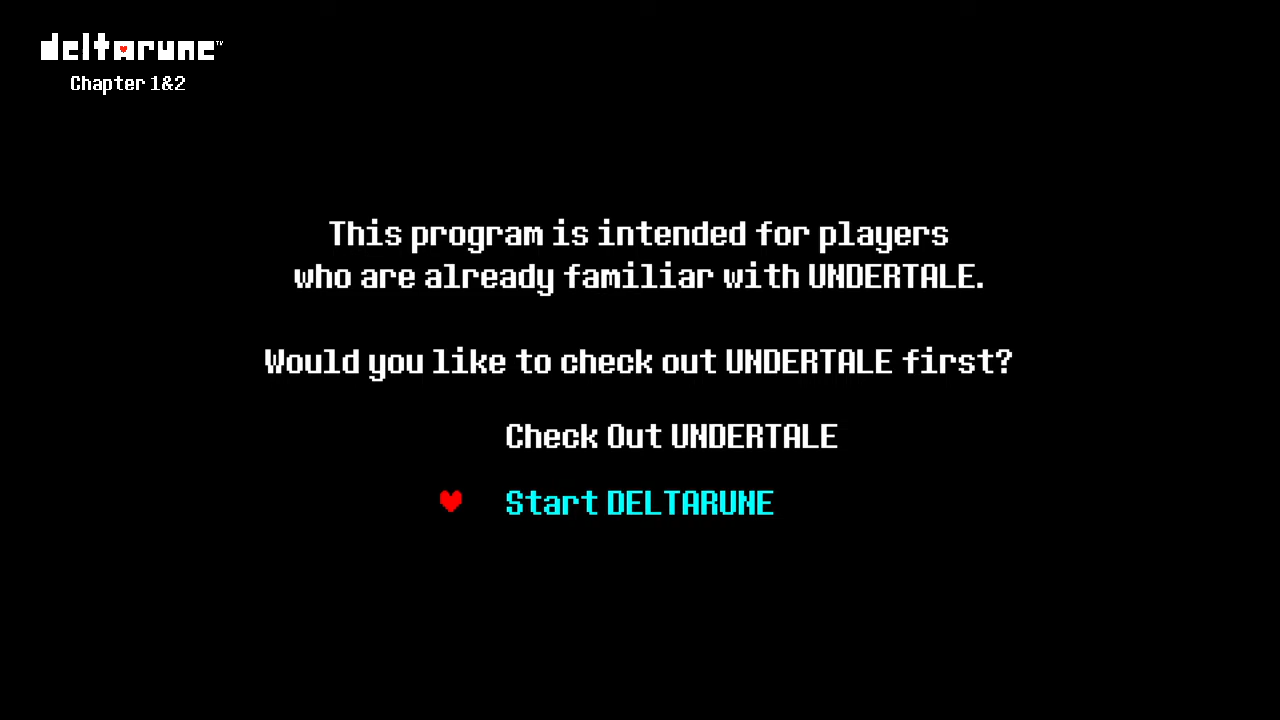 deltarune™
Chapter 1&2
This program is intended for players
who are already familiar with UNDERTALE.
Would you like to check out UNDERTALE first?
Check Out UNDERTALE
Start DELTARUNE